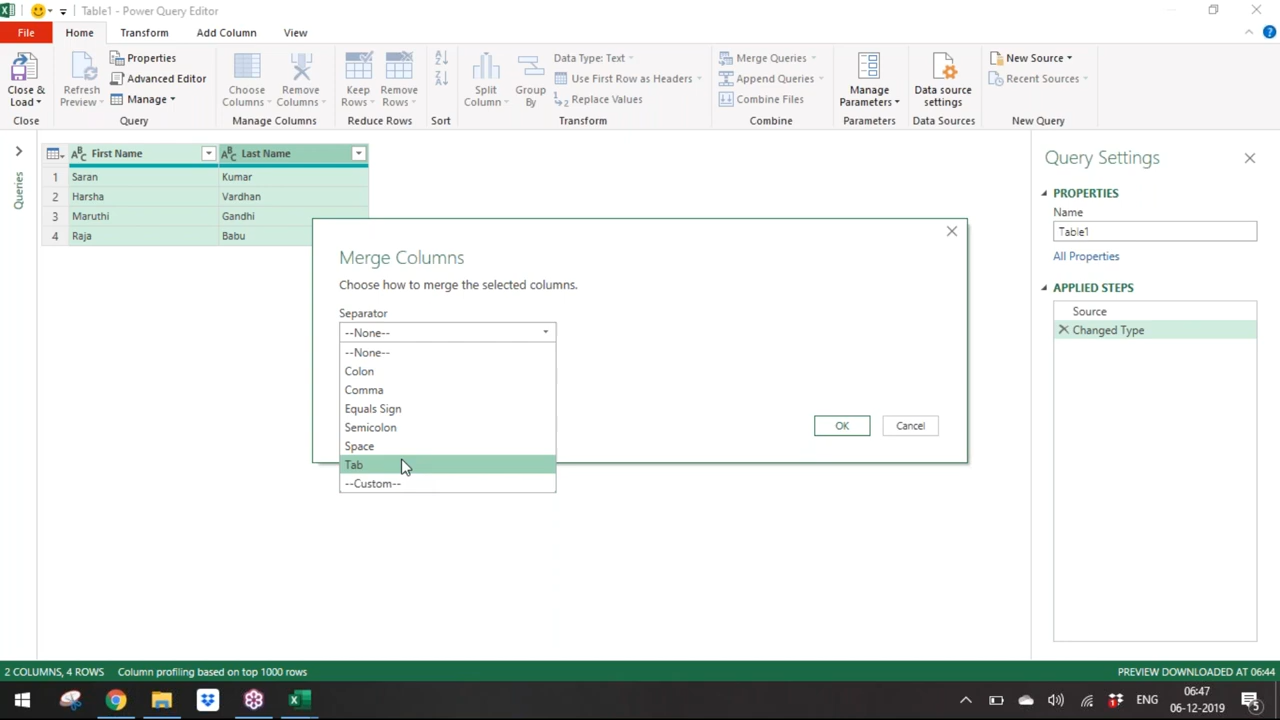 Table1 - Power Query Editor
File Home Transform Add Column View
Close & Load
Refresh Preview
Properties
Advanced Editor
Manage
Choose Columns
Remove Columns
Keep Rows
Remove Rows
Split Column
Group By
Data Type: Text
Use First Row as Headers
Replace Values
Merge Queries
Append Queries
Combine Files
Manage Parameters
Data source settings
New Source
Recent Sources
Close Query Manage Columns Reduce Rows Sort Transform Combine Parameters Data Sources New Query
Queries
First Name Last Name
1 Saran Kumar
2 Harsha Vardhan
3 Maruthi Gandhi
4 Raja Babu
Merge Columns
Choose how to merge the selected columns.
Separator
--None--
--None--
Colon
Comma
Equals Sign
Semicolon
Space
Tab
--Custom--
OK Cancel
Query Settings
PROPERTIES
Name
Table1
All Properties
APPLIED STEPS
Source
Changed Type
2 COLUMNS, 4 ROWS Column profiling based on top 1000 rows PREVIEW DOWNLOADED AT 06:44
ENG
06:47
06-12-2019
5